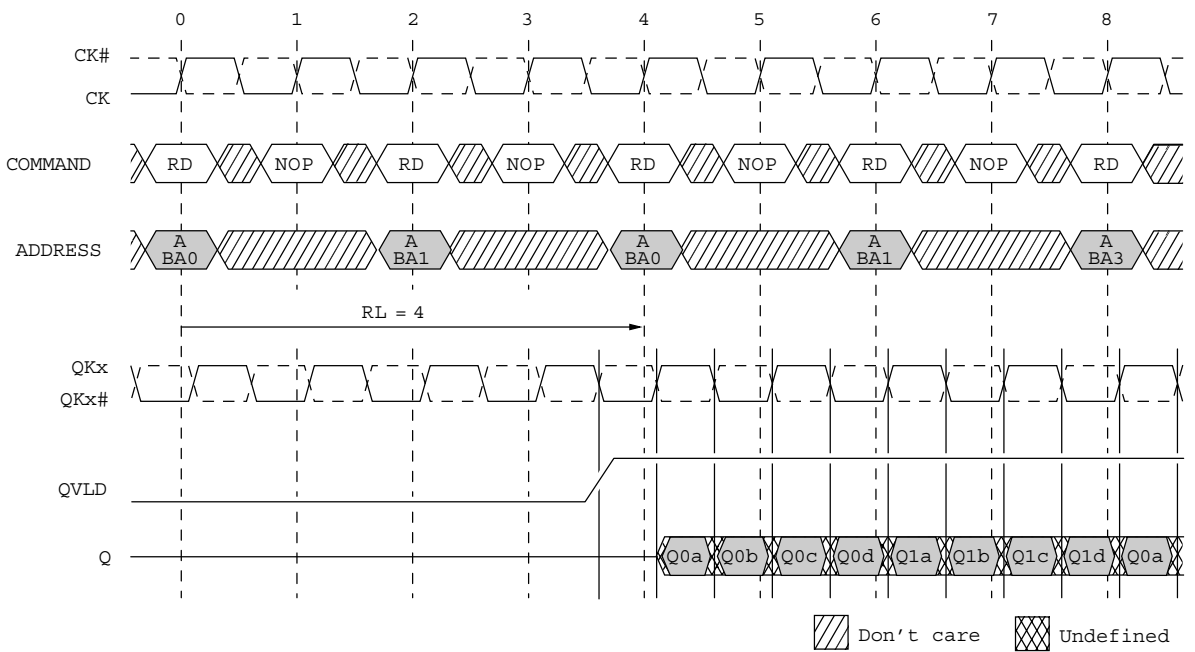 0 1 2 3 4 5 6 7 8
CK#
CK
COMMAND RD NOP RD NOP RD NOP RD NOP RD
ADDRESS
A A A A A
BA0 BA1 BA0 BA1 BA3
RL = 4
QKx
QKx#
QVLD
Q Q0a Q0b Q0c Q0d Q1a Q1b Q1c Q1d Q0a
Don't care Undefined